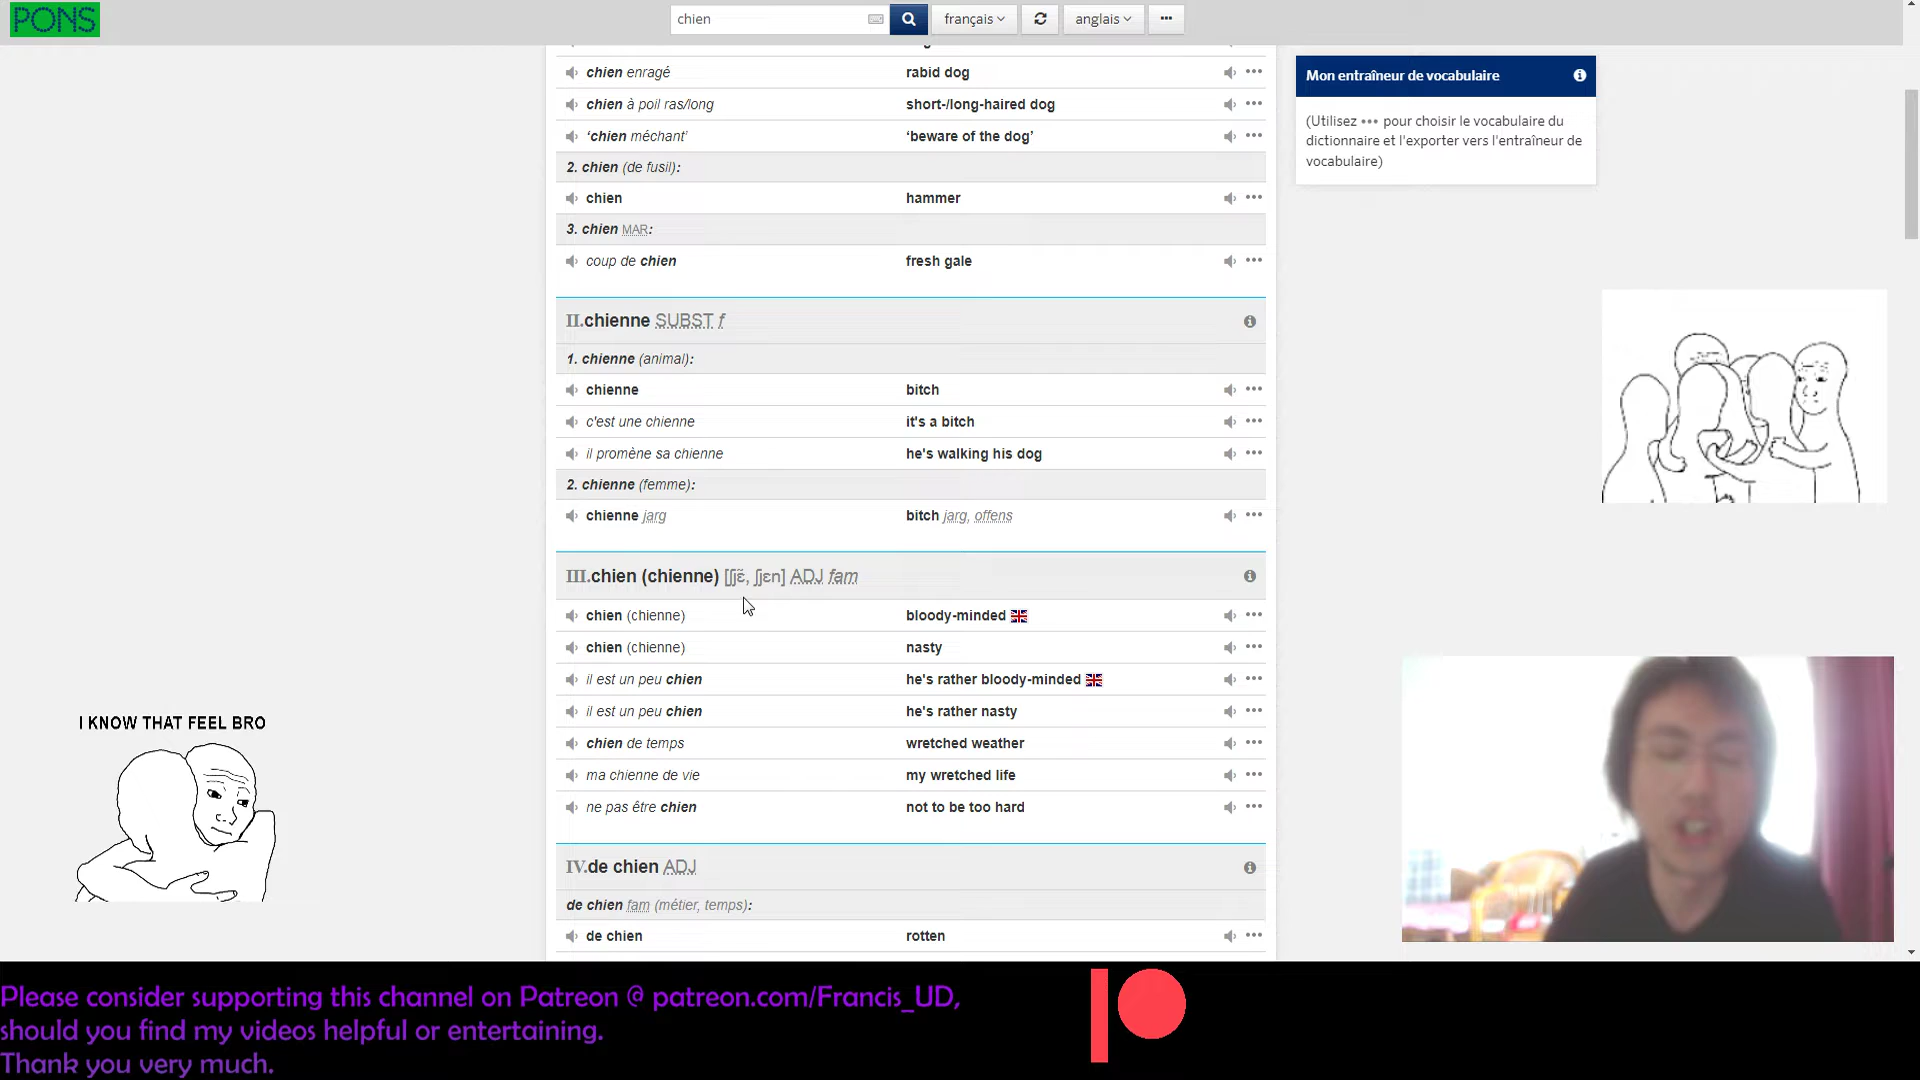 PONS
chien
français
anglais
•••
chien enragé rabid dog
chien à poil ras/long short-/long-haired dog
‘chien méchant’ ‘beware of the dog’
2. chien (de fusil):
chien hammer
3. chien MAR:
coup de chien fresh gale
II.chienne SUBST f
1. chienne (animal):
chienne bitch
c'est une chienne it's a bitch
il promène sa chienne he's walking his dog
2. chienne (femme):
chienne jarg bitch jarg, offens
III.chien (chienne) [ʃjɛ̃, ʃjɛn] ADJ fam
chien (chienne) bloody-minded
chien (chienne) nasty
il est un peu chien he's rather bloody-minded
il est un peu chien he's rather nasty
chien de temps wretched weather
ma chienne de vie my wretched life
ne pas être chien not to be too hard
IV.de chien ADJ
de chien fam (métier, temps):
de chien rotten
Mon entraîneur de vocabulaire
(Utilisez ••• pour choisir le vocabulaire du
dictionnaire et l'exporter vers l'entraîneur de
vocabulaire)
I KNOW THAT FEEL BRO
Please consider supporting this channel on Patreon @ patreon.com/Francis_UD,
should you find my videos helpful or entertaining.
Thank you very much.